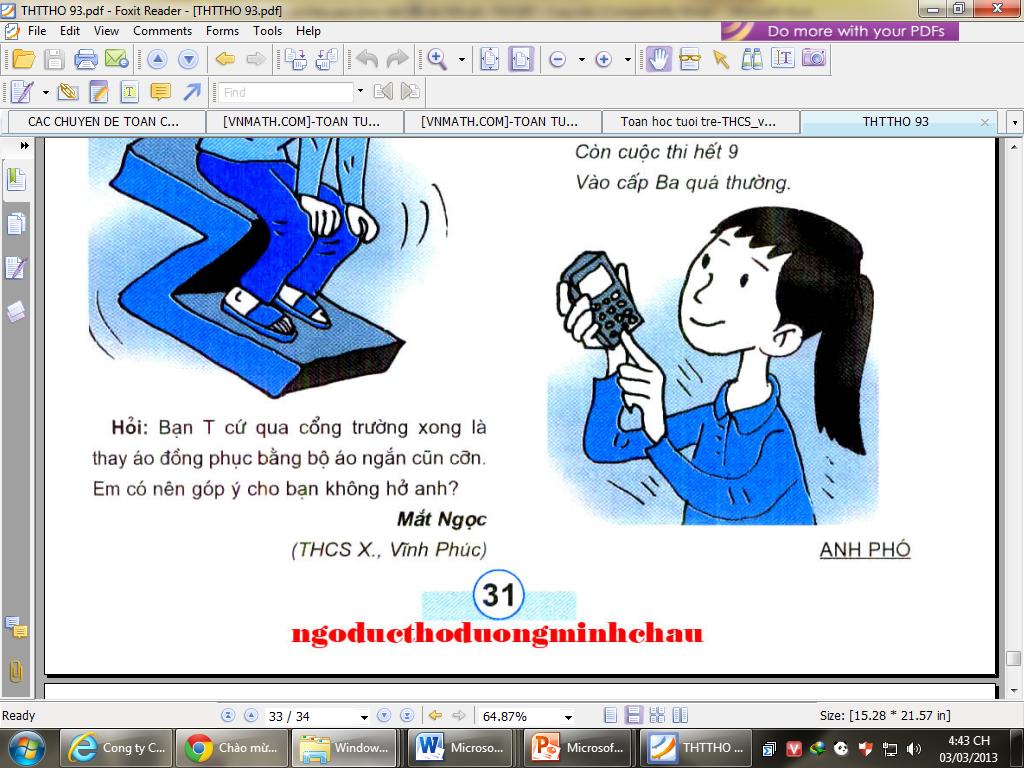 THTTHO 93.pdf - Foxit Reader - [THTTHO 93.pdf]
File Edit View Comments Forms Tools Help
Do more with your PDFs
Find
CAC CHUYEN DE TOAN C...
[VNMATH.COM]-TOAN TU...
[VNMATH.COM]-TOAN TU...
Toan hoc tuoi tre-THCS_v...
THTTHO 93
Hỏi: Bạn T cứ qua cổng trường xong là
thay áo đồng phục bằng bộ áo ngắn cũn cỡn.
Em có nên góp ý cho bạn không hở anh?
Mắt Ngọc
(THCS X., Vĩnh Phúc)
Còn cuộc thi hết 9
Vào cấp Ba quá thường.
ANH PHÓ
31
ngoducthoduongminhchau
Ready
33 / 34
64.87%
Size: [15.28 * 21.57 in]
Cong ty C...
Chào mừ...
Window...
Microso...
Microsof...
THTTHO ...
4:43 CH
03/03/2013